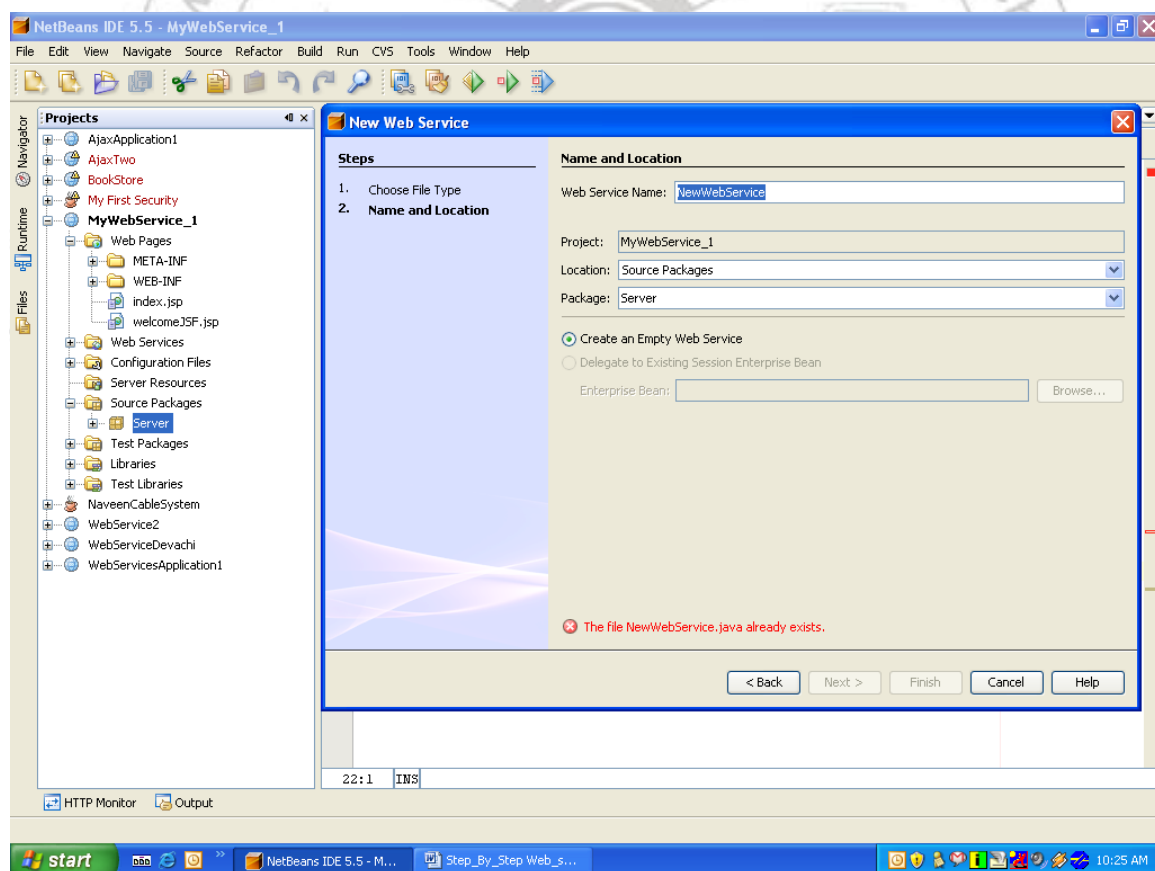 NetBeans IDE 5.5 - MyWebService_1
File Edit View Navigate Source Refactor Build Run CVS Tools Window Help
Navigator
Runtime
Files
Projects
AjaxApplication1
AjaxTwo
BookStore
My First Security
MyWebService_1
Web Pages
META-INF
WEB-INF
index.jsp
welcomeJSF.jsp
Web Services
Configuration Files
Server Resources
Source Packages
Server
Test Packages
Libraries
Test Libraries
NaveenCableSystem
WebService2
WebServiceDevachi
WebServicesApplication1
New Web Service
Steps
1. Choose File Type
2. Name and Location
Name and Location
Web Service Name: NewWebService
Project: MyWebService_1
Location: Source Packages
Package: Server
Create an Empty Web Service
Delegate to Existing Session Enterprise Bean
Enterprise Bean: Browse...
The file NewWebService.java already exists.
< Back Next > Finish Cancel Help
22:1 INS
HTTP Monitor Output
start NetBeans IDE 5.5 - M... Step_By_Step Web_s... 10:25 AM